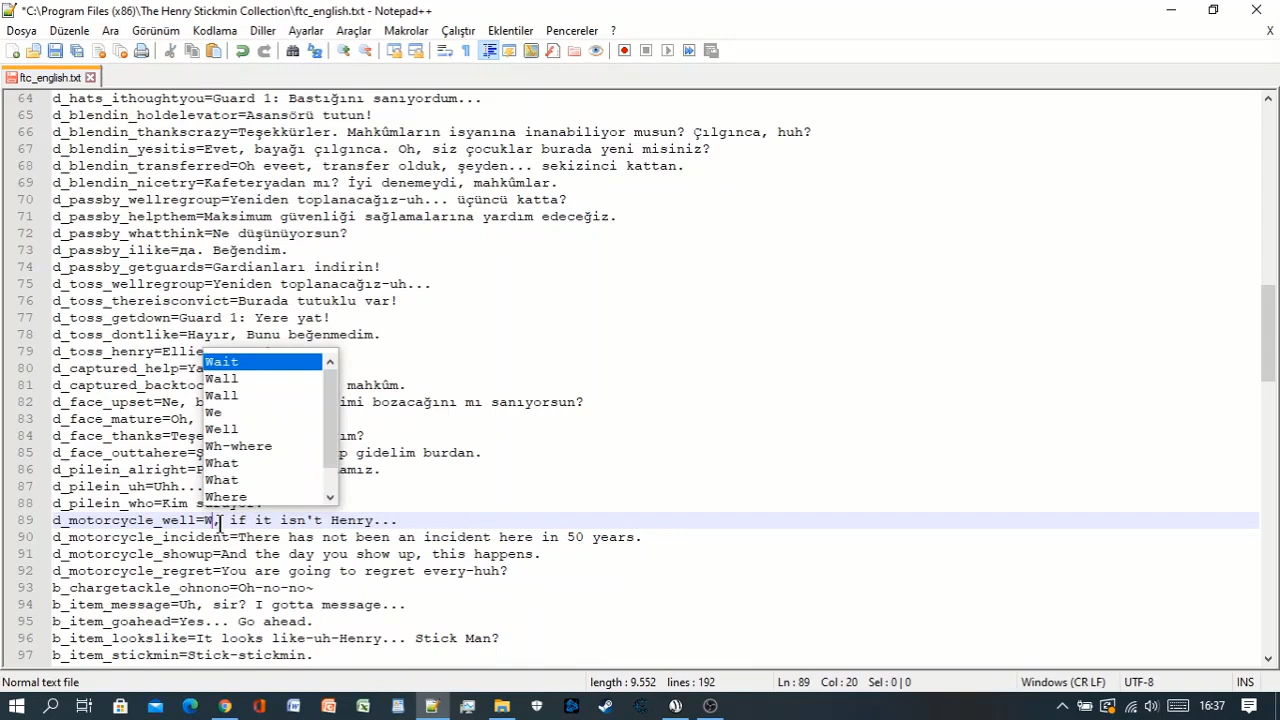 *C:\Program Files (x86)\The Henry Stickmin Collection\ftc_english.txt - Notepad++
Dosya Düzenle Ara Görünüm Kodlama Diller Ayarlar Araçlar Makrolar Çalıştır Eklentiler Pencereler ? X
ftc_english.txt
64 d_hats_ithoughtyou=Guard 1: Bastığını sanıyordum...
65 d_blendin_holdelevator=Asansörü tutun!
66 d_blendin_thankscrazy=Teşekkürler. Mahkûmların isyanına inanabiliyor musun? Çılgınca, huh?
67 d_blendin_yesitis=Evet, bayağı çılgınca. Oh, siz çocuklar burada yeni misiniz?
68 d_blendin_transferred=Oh eveet, transfer olduk, şeyden... sekizinci kattan.
69 d_blendin_nicetry=Kafeteryadan mı? İyi denemeydi, mahkûmlar.
70 d_passby_wellregroup=Yeniden toplanacağız-uh... üçüncü katta?
71 d_passby_helpthem=Maksimum güvenliği sağlamalarına yardım edeceğiz.
72 d_passby_whatthink=Ne düşünüyorsun?
73 d_passby_ilike=да. Beğendim.
74 d_passby_getguards=Gardianları indirin!
75 d_toss_wellregroup=Yeniden toplanacağız-uh...
76 d_toss_thereisconvict=Burada tutuklu var!
77 d_toss_getdown=Guard 1: Yere yat!
78 d_toss_dontlike=Hayır, Bunu beğenmedim.
79 d_toss_henry=Ellie
80 d_captured_help=Ya
81 d_captured_backtoc mahkûm.
82 d_face_upset=Ne, b imi bozacağını mı sanıyorsun?
83 d_face_mature=Oh,
84 d_face_thanks=Teşe ım?
85 d_face_outtahere=Ş p gidelim burdan.
86 d_pilein_alright=P amız.
87 d_pilein_uh=Uhh...
88 d_pilein_who=Kim
89 d_motorcycle_well=W, if it isn't Henry...
90 d_motorcycle_incident=There has not been an incident here in 50 years.
91 d_motorcycle_showup=And the day you show up, this happens.
92 d_motorcycle_regret=You are going to regret every-huh?
93 b_chargetackle_ohnono=Oh-no-no~
94 b_item_message=Uh, sir? I gotta message...
95 b_item_goahead=Yes... Go ahead.
96 b_item_lookslike=It looks like-uh-Henry... Stick Man?
97 b_item_stickmin=Stick-stickmin.
Wait
Wall
Wall
We
Well
Wh-where
What
What
Where
Normal text file length : 9.552 lines : 192 Ln : 89 Col : 20 Sel : 0 | 0 Windows (CR LF) UTF-8 INS
16:37